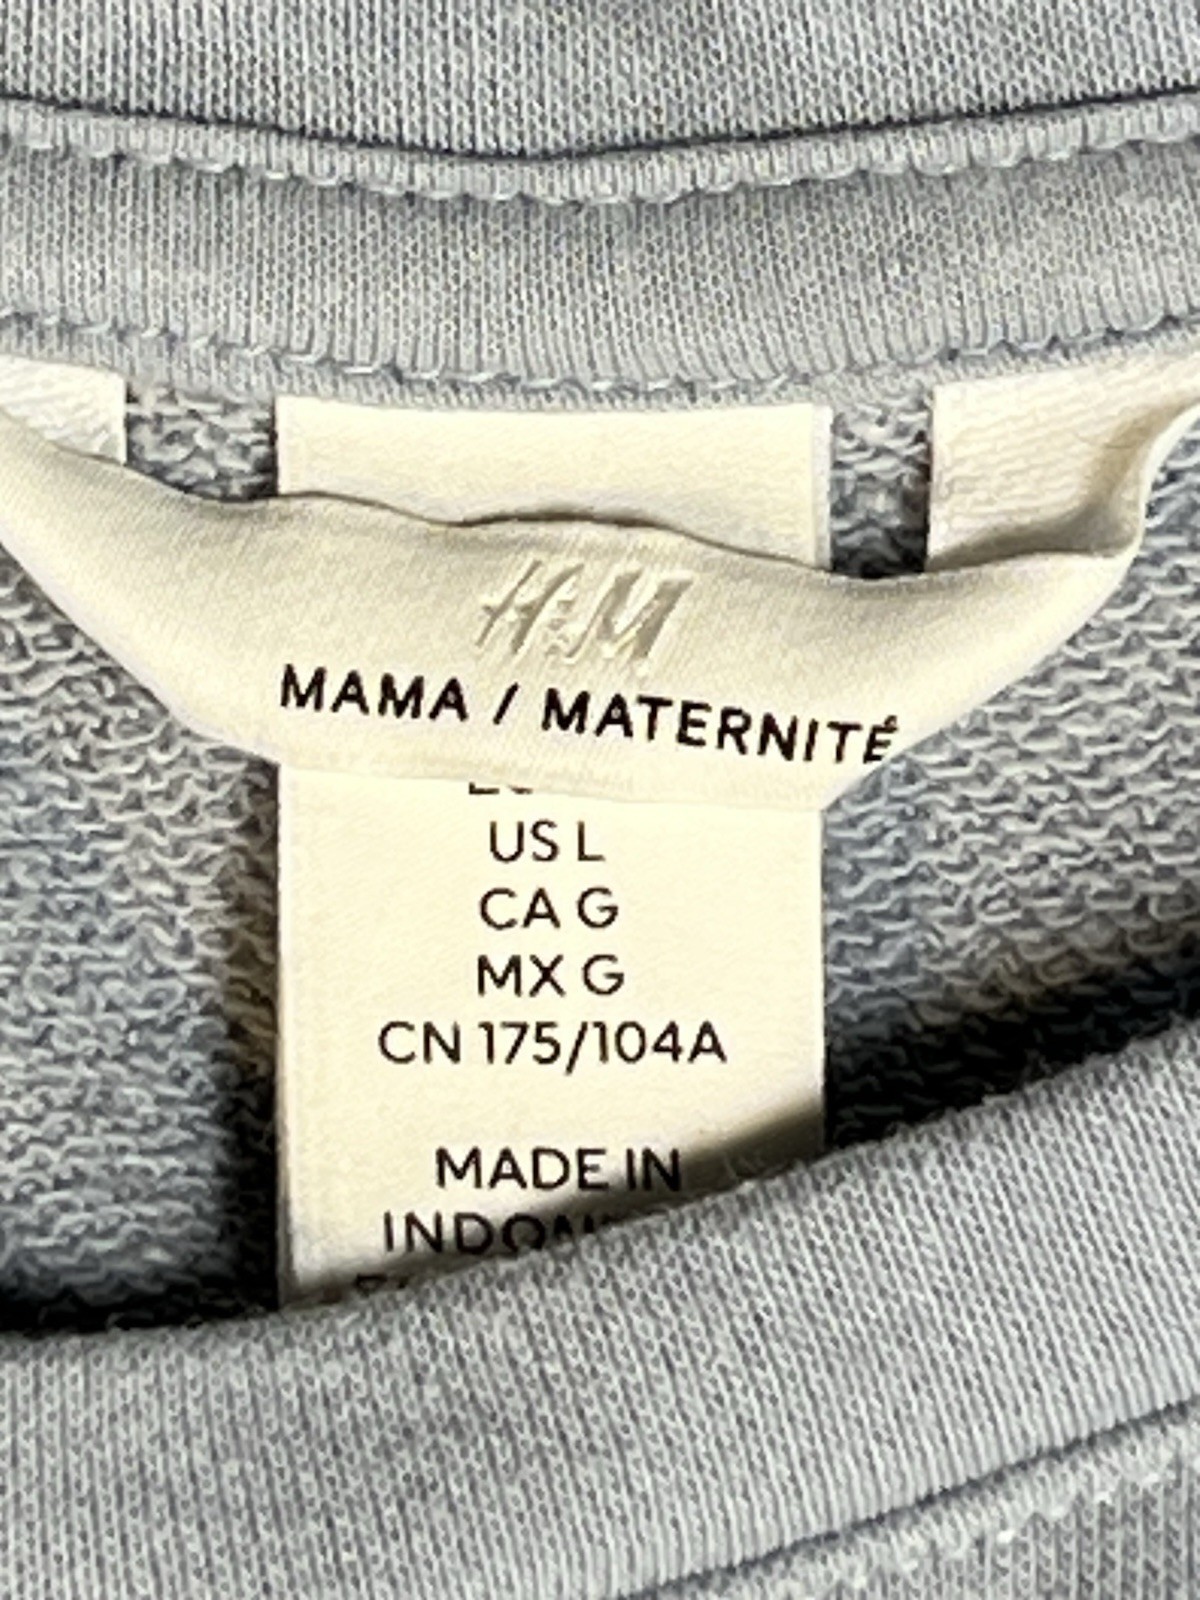 H&M
MAMA / MATERNITÉ
US L
CA G
MX G
CN 175/104A
MADE IN